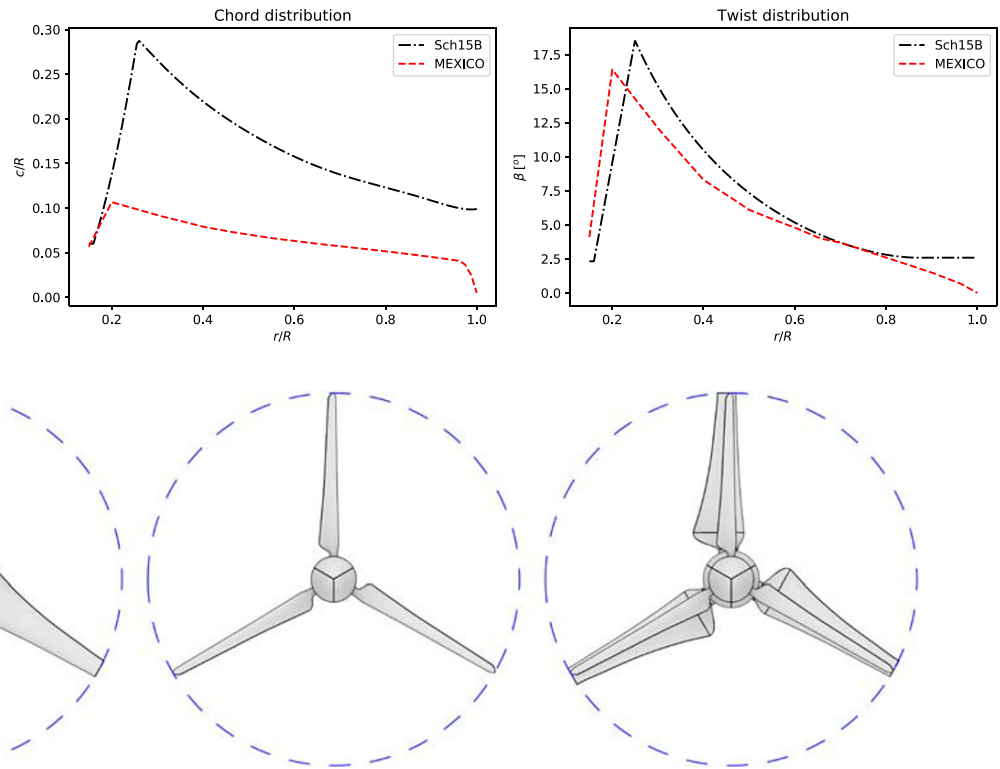 Chord distribution
0.30
0.25
0.20
0.15
0.10
0.05
0.00
c/R
Sch15B
MEXICO
0.2 0.4 0.6 0.8 1.0
r/R
Twist distribution
17.5
15.0
12.5
10.0
7.5
5.0
2.5
0.0
β [°]
Sch15B
MEXICO
0.2 0.4 0.6 0.8 1.0
r/R